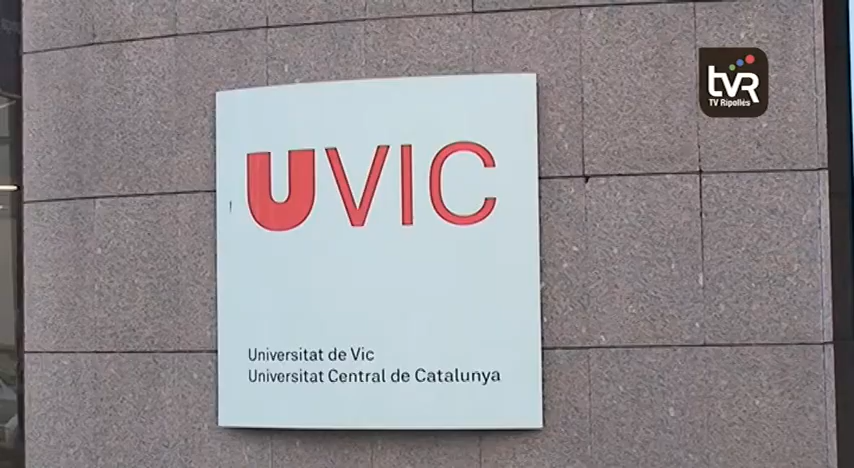 tvR
TV Ripollès
UVIC
Universitat de Vic
Universitat Central de Catalunya